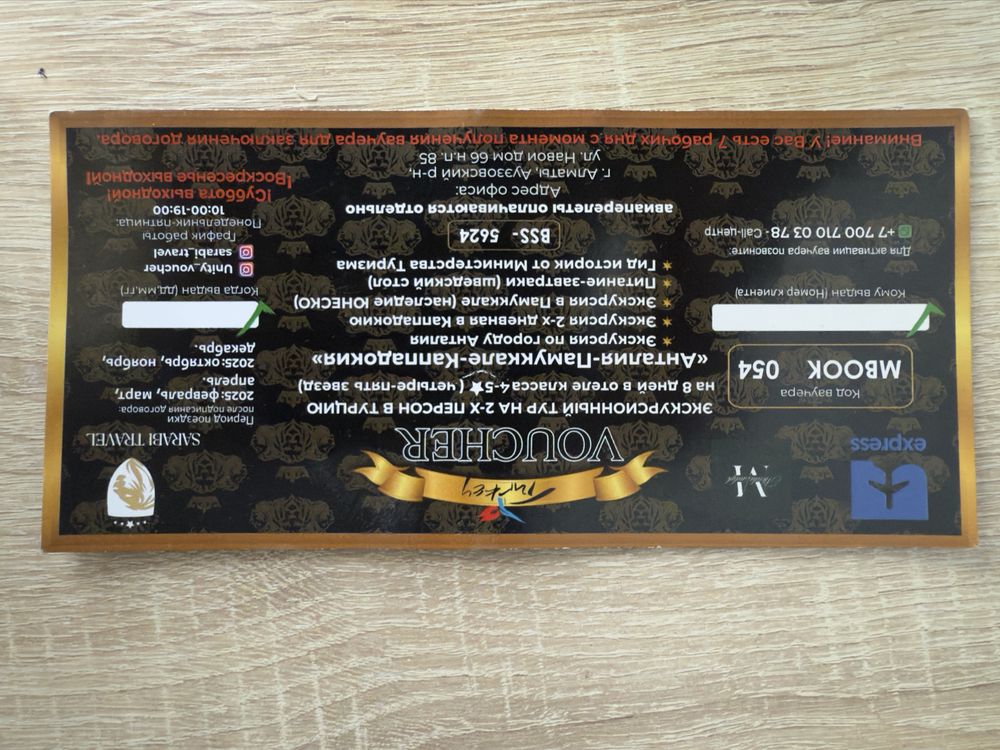 express
M
Turkey
VOUCHER
SARABI TRAVEL
Код ваучера
MBOOK 054
Кому выдан (Номер клиента)
Для активации ваучера позвоните:
+ 7 700 710 03 78 - Call-центр
ЭКСКУРСИОННЫЙ ТУР НА 2-Х ПЕРСОН В ТУРЦИЮ
на 8 дней в отеле класса 4-5 ★ ( четыре-пять звезд)
«Анталия-Памуккале-Каппадокия»
Экскурсия по городу Анталия
Экскурсия 2-х дневная в Каппадокию
Экскурсия в Памуккале (наследие ЮНЕСКО)
Питание-завтраки (шведский стол)
Гид историк от Министерства Туризма
BSS - 5624
авиаперелеты оплачиваются отдельно
Адрес офиса:
г. Алматы, Ауэзовский р-н,
ул. Навои дом 66 н.п. 85
Период поездки
после подписания договора:
2025: февраль, март,
апрель.
2025: октябрь, ноябрь,
декабрь.
Когда выдан (дд.мм.гг)
Unity_voucher
sarabi_travel
График работы
Понедельник-пятница:
10:00-19:00
!Суббота выходной!
!Воскресенье выходной!
Внимание! У Вас есть 7 рабочих дня с момента получения ваучера для заключения договора.